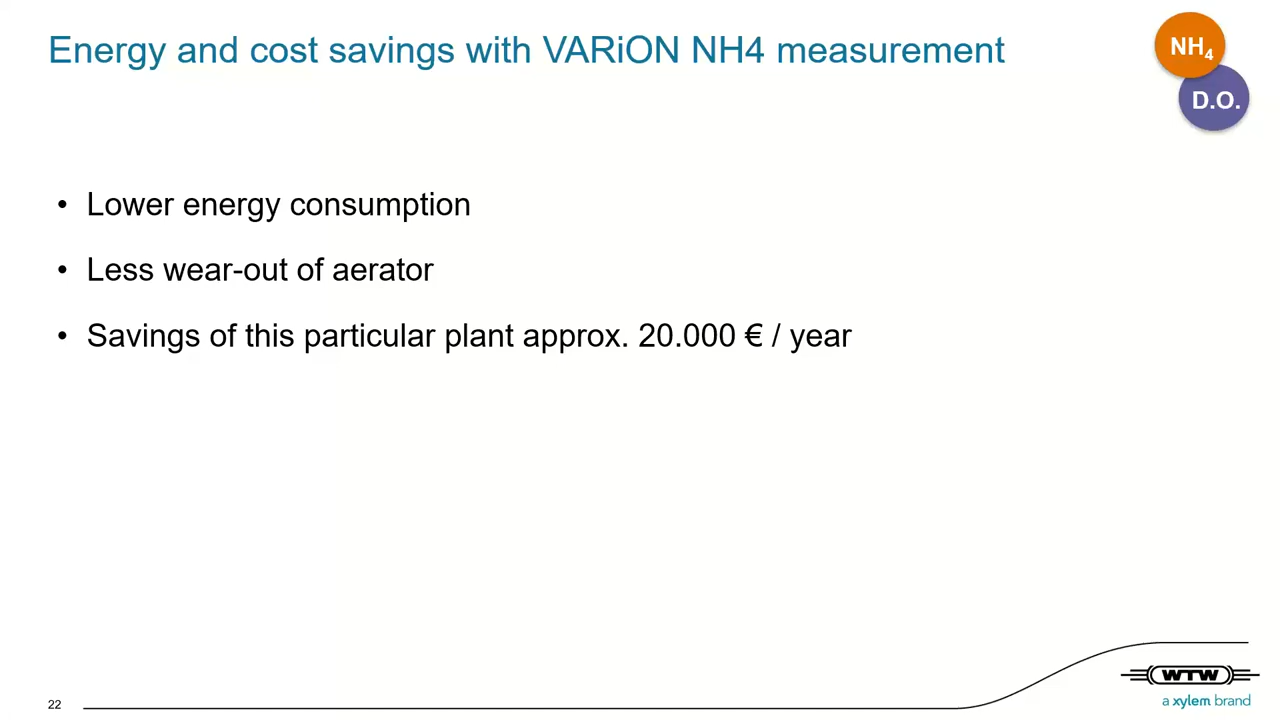 Energy and cost savings with VARiON NH4 measurement
NH4
D.O.
• Lower energy consumption
• Less wear-out of aerator
• Savings of this particular plant approx. 20.000 € / year
22
WTW
a xylem brand